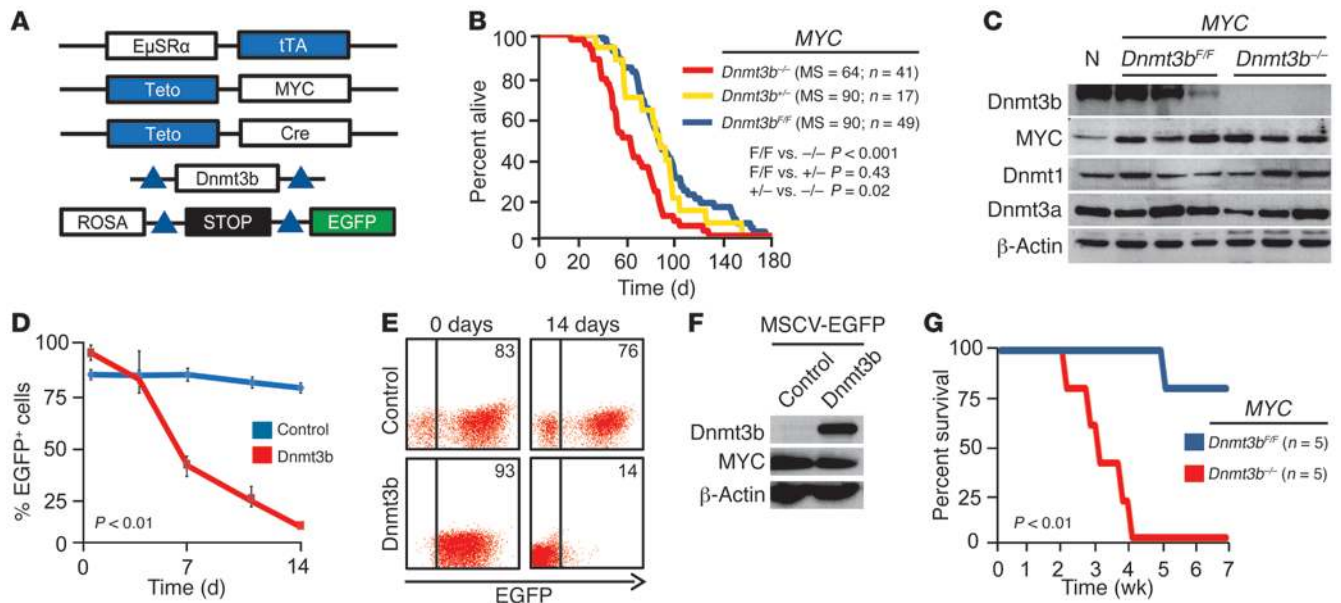 A
EμSRα tTA
Teto MYC
Teto Cre
Dnmt3b
ROSA STOP EGFP
B
Percent alive
100
80
60
40
20
0
0 20 60 100 140 180
Time (d)
MYC
Dnmt3b-/- (MS = 64; n = 41)
Dnmt3b+/- (MS = 90; n = 17)
Dnmt3bF/F (MS = 90; n = 49)
F/F vs. –/– P < 0.001
F/F vs. +/– P = 0.43
+/– vs. –/– P = 0.02
C
MYC
N Dnmt3bF/F Dnmt3b–/–
Dnmt3b
MYC
Dnmt1
Dnmt3a
β-Actin
D
% EGFP+ cells
100
75
50
25
0
Control
Dnmt3b
P < 0.01
0 7 14
Time (d)
E
0 days 14 days
Control
83 76
Dnmt3b
93 14
EGFP
F
MSCV-EGFP
Control Dnmt3b
Dnmt3b
MYC
β-Actin
G
Percent survival
100
75
50
25
0
P < 0.01
0 1 2 3 4 5 6 7
Time (wk)
MYC
Dnmt3bF/F (n = 5)
Dnmt3b–/– (n = 5)